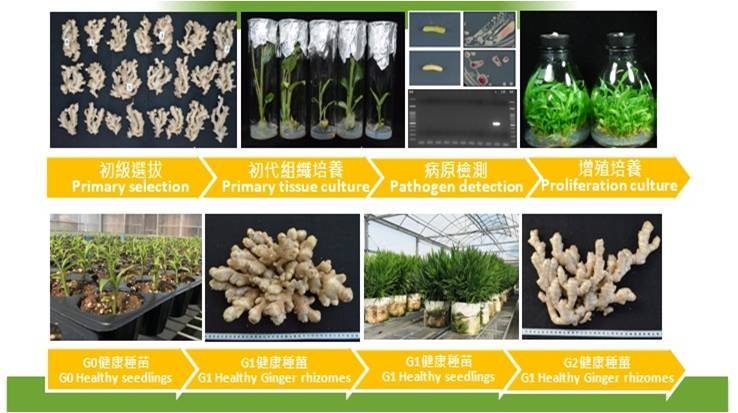 初級選拔
Primary selection
初代組織培養
Primary tissue culture
病原檢測
Pathogen detection
增殖培養
Proliferation culture
G0健康種苗
G0 Healthy seedlings
G1健康種薑
G1 Healthy Ginger rhizomes
G1健康種苗
G1 Healthy seedlings
G2健康種薑
G1 Healthy Ginger rhizomes